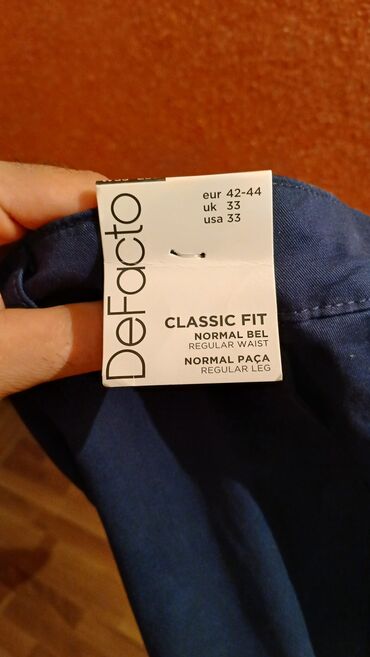 DeFacto
eur 42-44
uk 33
usa 33
CLASSIC FIT
NORMAL BEL
REGULAR WAIST
NORMAL PAÇA
REGULAR LEG